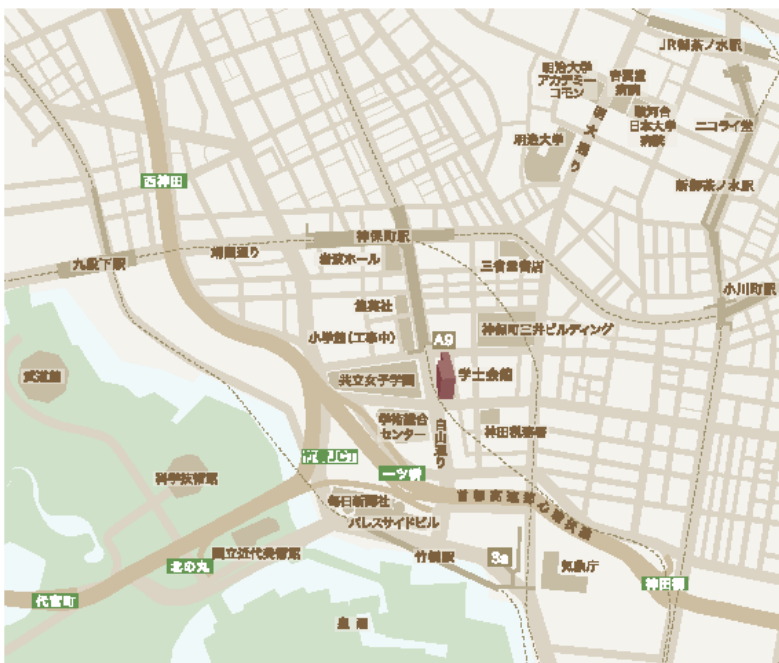 JR御茶ノ水駅
明治大学
アカデミー
コモン
杏雲堂
病院
駿河台
日本大学
病院
ニコライ堂
明大通り
明治大学
新御茶ノ水駅
西神田
神保町駅
靖国通り
岩波ホール
三省堂書店
九段下駅
小川町駅
集英社
小学館(工事中)
神保町三井ビルディング
A9
共立女子学園
学士会館
武道館
学術総合
センター
白山通り
神田税務署
竹橋JCT
一ツ橋
科学技術館
首都高速都心環状線
毎日新聞社
パレスサイドビル
国立近代美術館
竹橋駅
3a
気象庁
北の丸
神田橋
代官町
皇居